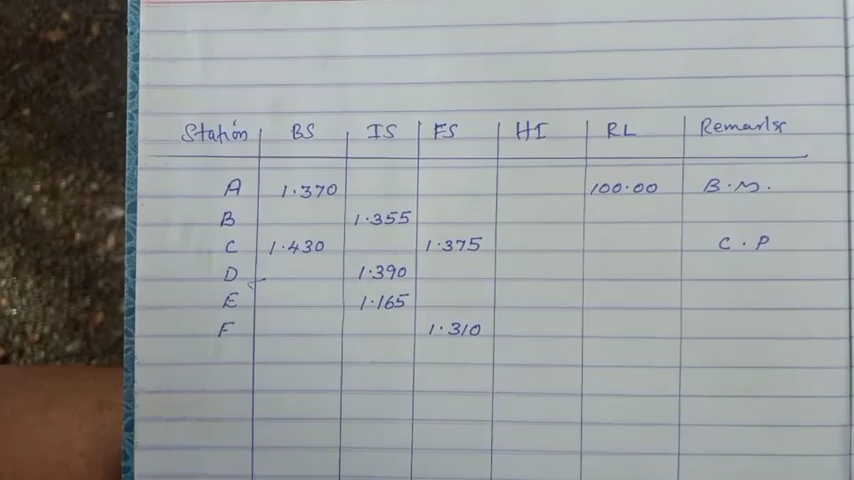 Station BS IS FS HI RL Remarks
A 1.370 100.00 B.M.
B 1.355
C 1.430 1.375 C.P
D 1.390
E 1.165
F 1.310